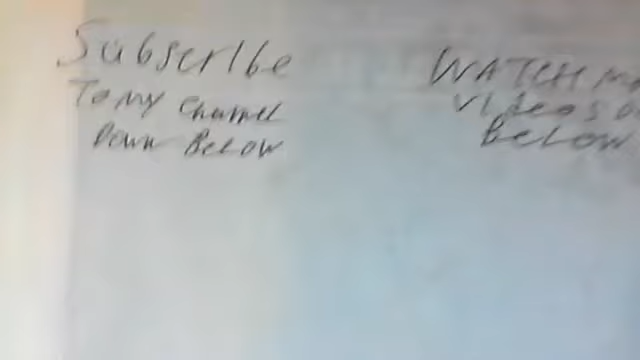 Subscribe
To my Channel
Down Below
WATCH
Videos
Below